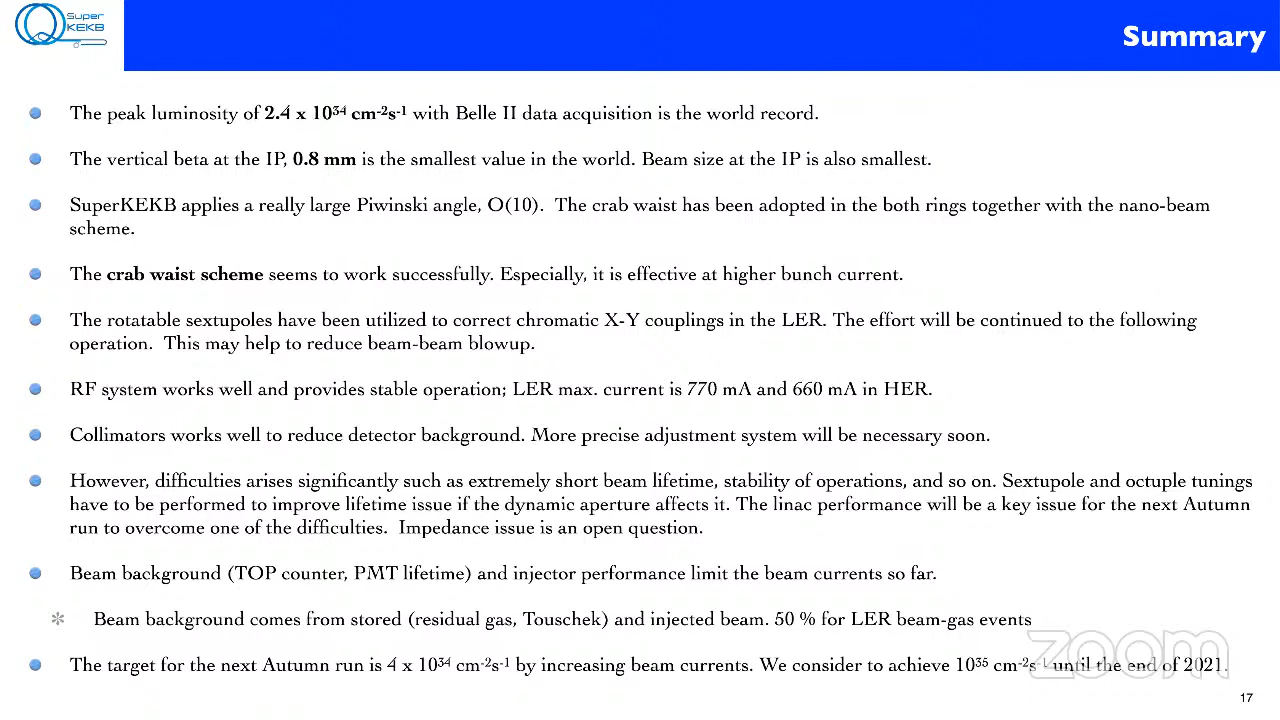 Super
KEKB
Summary
The peak luminosity of 2.4 x 10³⁴ cm⁻²s⁻¹ with Belle II data acquisition is the world record.
The vertical beta at the IP, 0.8 mm is the smallest value in the world. Beam size at the IP is also smallest.
SuperKEKB applies a really large Piwinski angle, O(10). The crab waist has been adopted in the both rings together with the nano-beam
scheme.
The crab waist scheme seems to work successfully. Especially, it is effective at higher bunch current.
The rotatable sextupoles have been utilized to correct chromatic X-Y couplings in the LER. The effort will be continued to the following
operation. This may help to reduce beam-beam blowup.
RF system works well and provides stable operation; LER max. current is 770 mA and 660 mA in HER.
Collimators works well to reduce detector background. More precise adjustment system will be necessary soon.
However, difficulties arises significantly such as extremely short beam lifetime, stability of operations, and so on. Sextupole and octuple tunings
have to be performed to improve lifetime issue if the dynamic aperture affects it. The linac performance will be a key issue for the next Autumn
run to overcome one of the difficulties. Impedance issue is an open question.
Beam background (TOP counter, PMT lifetime) and injector performance limit the beam currents so far.
✻ Beam background comes from stored (residual gas, Touschek) and injected beam. 50 % for LER beam-gas events
The target for the next Autumn run is 4 x 10³⁴ cm⁻²s⁻¹ by increasing beam currents. We consider to achieve 10³⁵ cm⁻²s⁻¹ until the end of 2021.
zoom
17